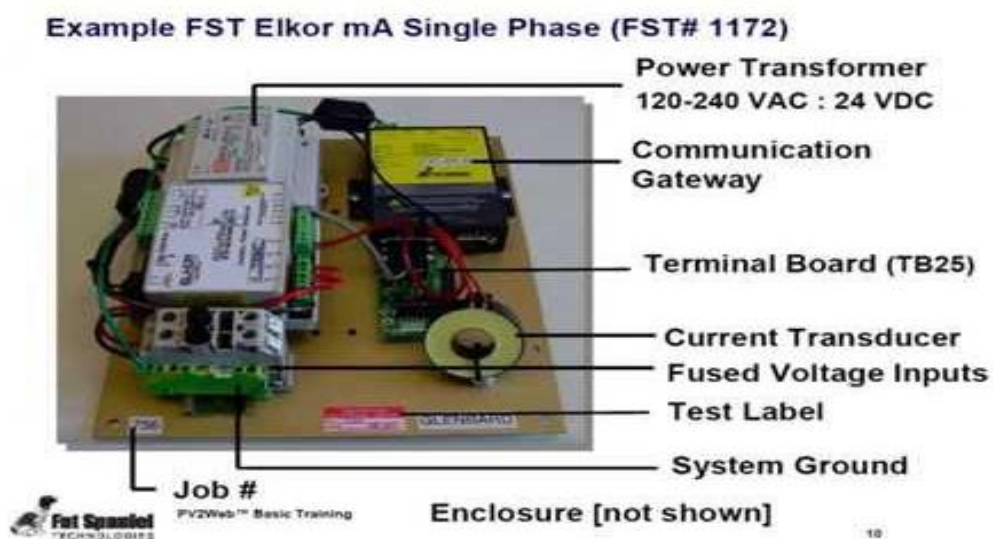 Example FST Elkor mA Single Phase (FST# 1172)
Power Transformer
120-240 VAC : 24 VDC
Communication
Gateway
Terminal Board (TB25)
Current Transducer
Fused Voltage Inputs
Test Label
GLENBARD
System Ground
Job #
PV2Web™ Basic Training
Enclosure [not shown]
Fat Spaniel
TECHNOLOGIES
10